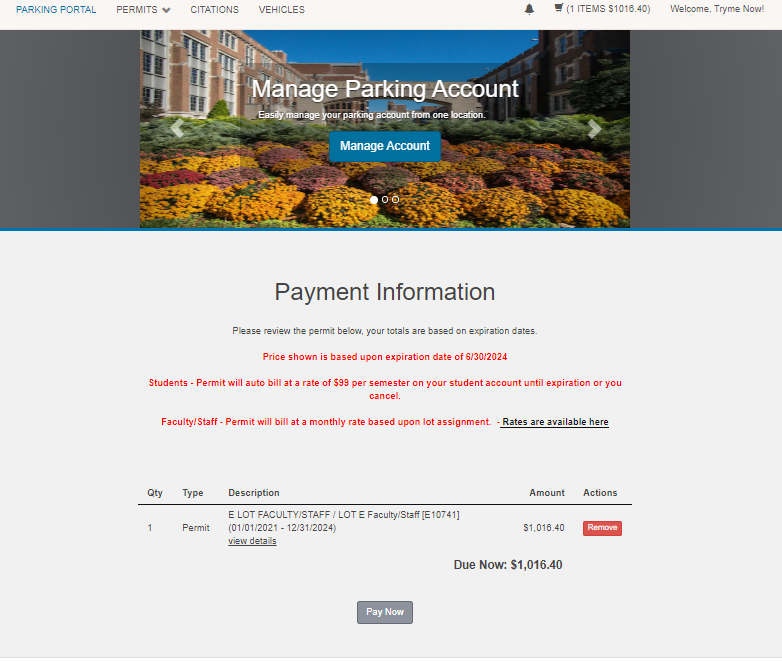 PARKING PORTAL PERMITS CITATIONS VEHICLES (1 ITEMS $1016.40) Welcome, Tryme Now!
Manage Parking Account
Easily manage your parking account from one location.
Manage Account
Payment Information
Please review the permit below, your totals are based on expiration dates.
Price shown is based upon expiration date of 6/30/2024
Students - Permit will auto bill at a rate of $99 per semester on your student account until expiration or you
cancel.
Faculty/Staff - Permit will bill at a monthly rate based upon lot assignment. - Rates are available here
Qty Type Description Amount Actions
E LOT FACULTY/STAFF / LOT E Faculty/Staff [E10741]
1 Permit (01/01/2021 - 12/31/2024) $1,016.40 Remove
view details
Due Now: $1,016.40
Pay Now